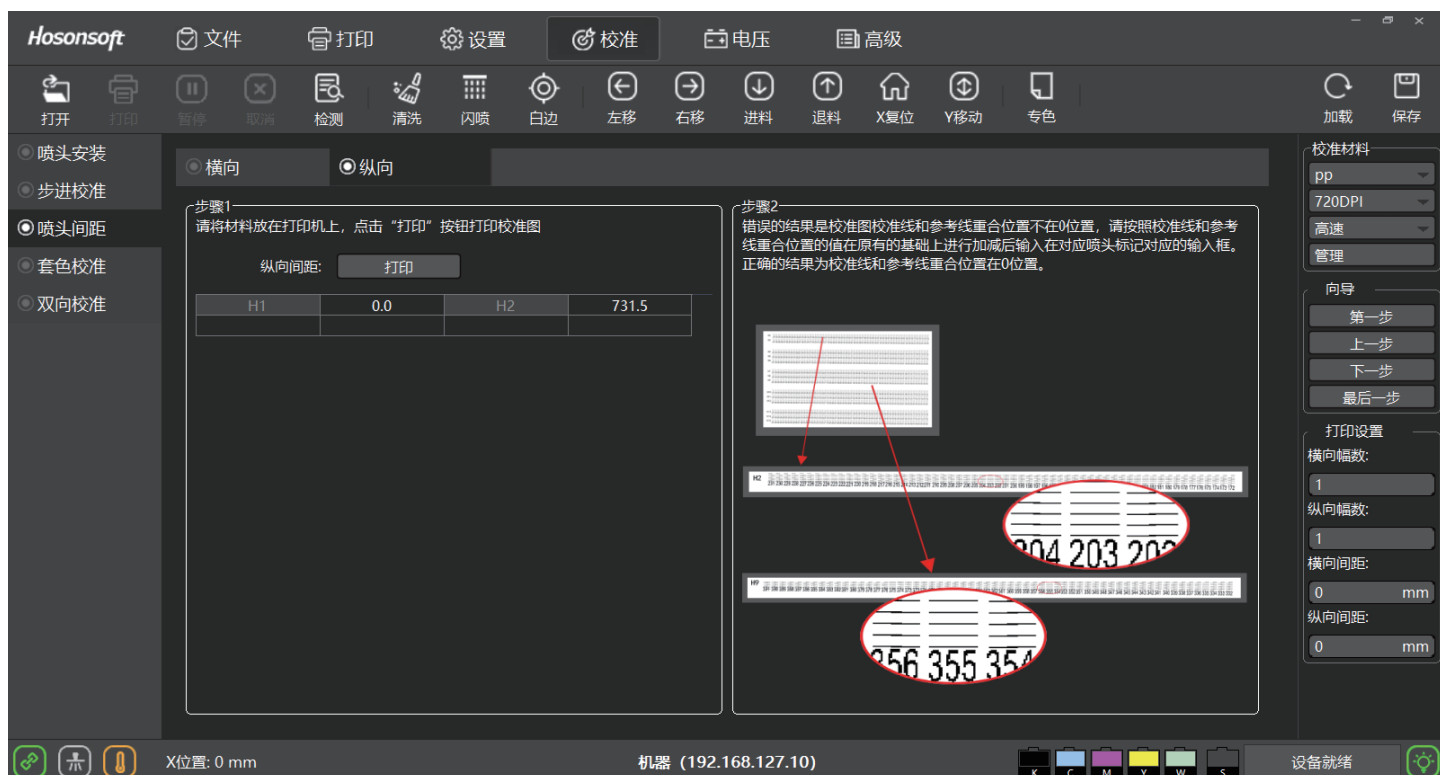 Hosonsoft
文件
打印
设置
校准
电压
高级
打开
打印
暂停
取消
检测
清洗
闪喷
白边
左移
右移
进料
退料
X复位
Y移动
专色
加载
保存
喷头安装
步进校准
喷头间距
套色校准
双向校准
横向
纵向
步骤1
请将材料放在打印机上，点击“打印”按钮打印校准图
纵向间距:
打印
H1 0.0 H2 731.5
步骤2
错误的结果是校准图校准线和参考线重合位置不在0位置，请按照校准线和参考
线重合位置的值在原有的基础上进行加减后输入在对应喷头标记对应的输入框。
正确的结果为校准线和参考线重合位置在0位置。
H2
204 203 202
H9
356 355 354
校准材料
pp
720DPI
高速
管理
向导
第一步
上一步
下一步
最后一步
打印设置
横向幅数:
1
纵向幅数:
1
横向间距:
0 mm
纵向间距:
0 mm
X位置: 0 mm
机器 (192.168.127.10)
K C M Y W S
设备就绪